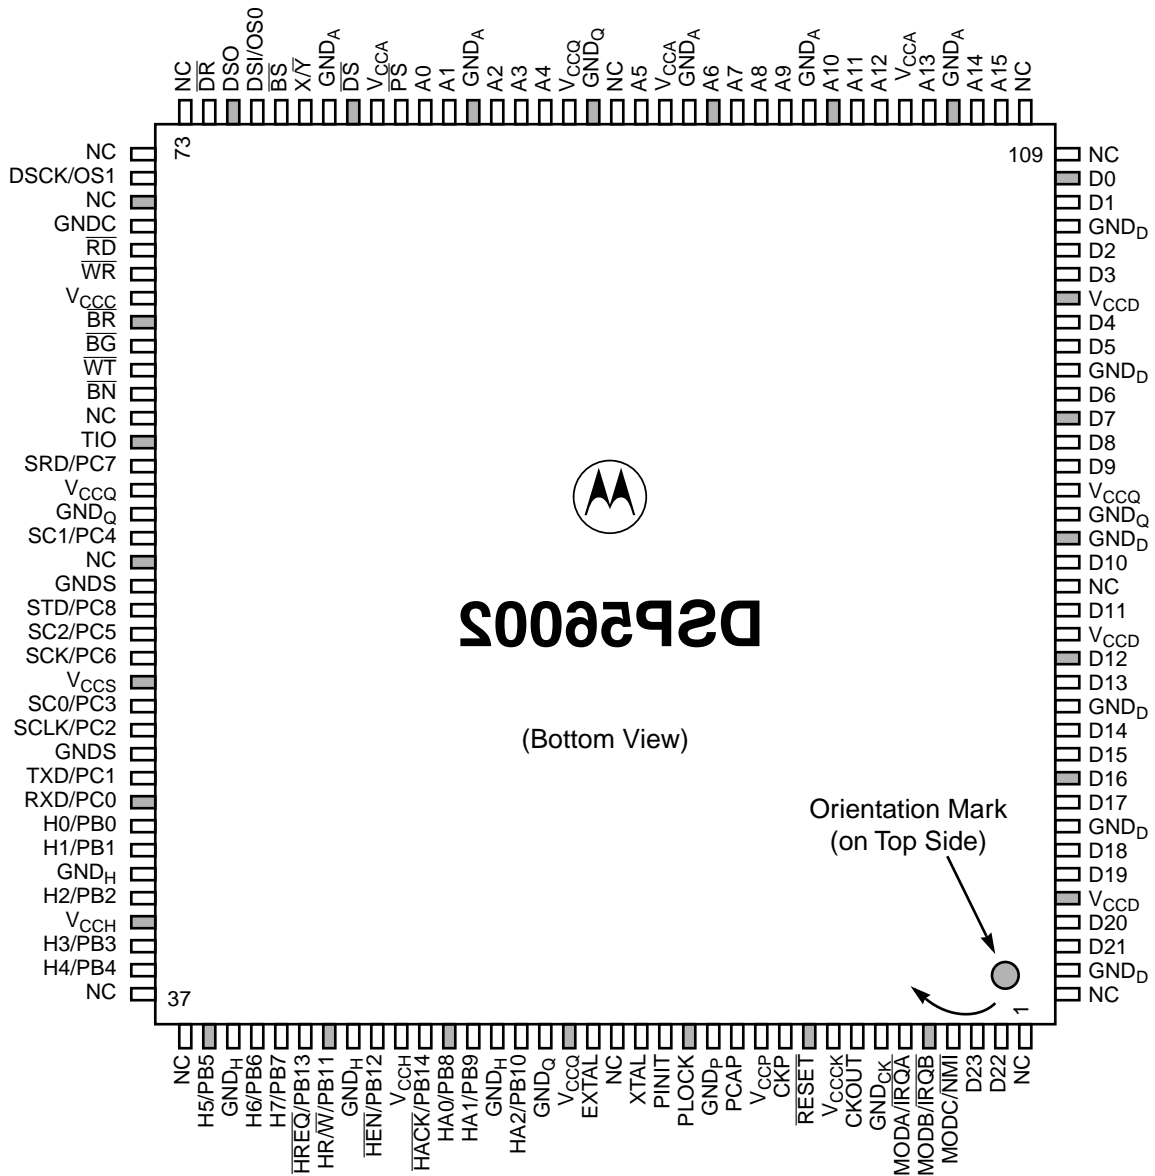 NC
DR
DSO
DSI/OS0
BS
X/Y
GNDA
DS
VCCA
PS
A0
A1
GNDA
A2
A3
A4
VCCQ
GNDQ
NC
A5
VCCA
GNDA
A6
A7
A8
A9
GNDA
A10
A11
A12
VCCA
A13
GNDA
A14
A15
NC
73
109
NC
DSCK/OS1
NC
GNDC
RD
WR
VCCC
BR
BG
WT
BN
NC
TIO
SRD/PC7
VCCQ
GNDQ
SC1/PC4
NC
GNDS
STD/PC8
SC2/PC5
SCK/PC6
VCCS
SC0/PC3
SCLK/PC2
GNDS
TXD/PC1
RXD/PC0
H0/PB0
H1/PB1
GNDH
H2/PB2
VCCH
H3/PB3
H4/PB4
NC
DSP56002
(Bottom View)
Orientation Mark
(on Top Side)
NC
D0
D1
GNDD
D2
D3
VCCD
D4
D5
GNDD
D6
D7
D8
D9
VCCQ
GNDQ
GNDD
D10
NC
D11
VCCD
D12
D13
GNDD
D14
D15
D16
D17
GNDD
D18
D19
VCCD
D20
D21
GNDD
NC
37
1
NC
H5/PB5
GNDH
H6/PB6
H7/PB7
HREQ/PB13
HR/W/PB11
GNDH
HEN/PB12
VCCH
HACK/PB14
HA0/PB8
HA1/PB9
GNDH
HA2/PB10
GNDQ
VCCQ
EXTAL
NC
XTAL
PINIT
PLOCK
GNDP
PCAP
VCCP
CKP
RESET
VCCCK
CKOUT
GNDCK
MODA/IRQA
MODB/IRQB
MODC/NMI
D23
D22
NC